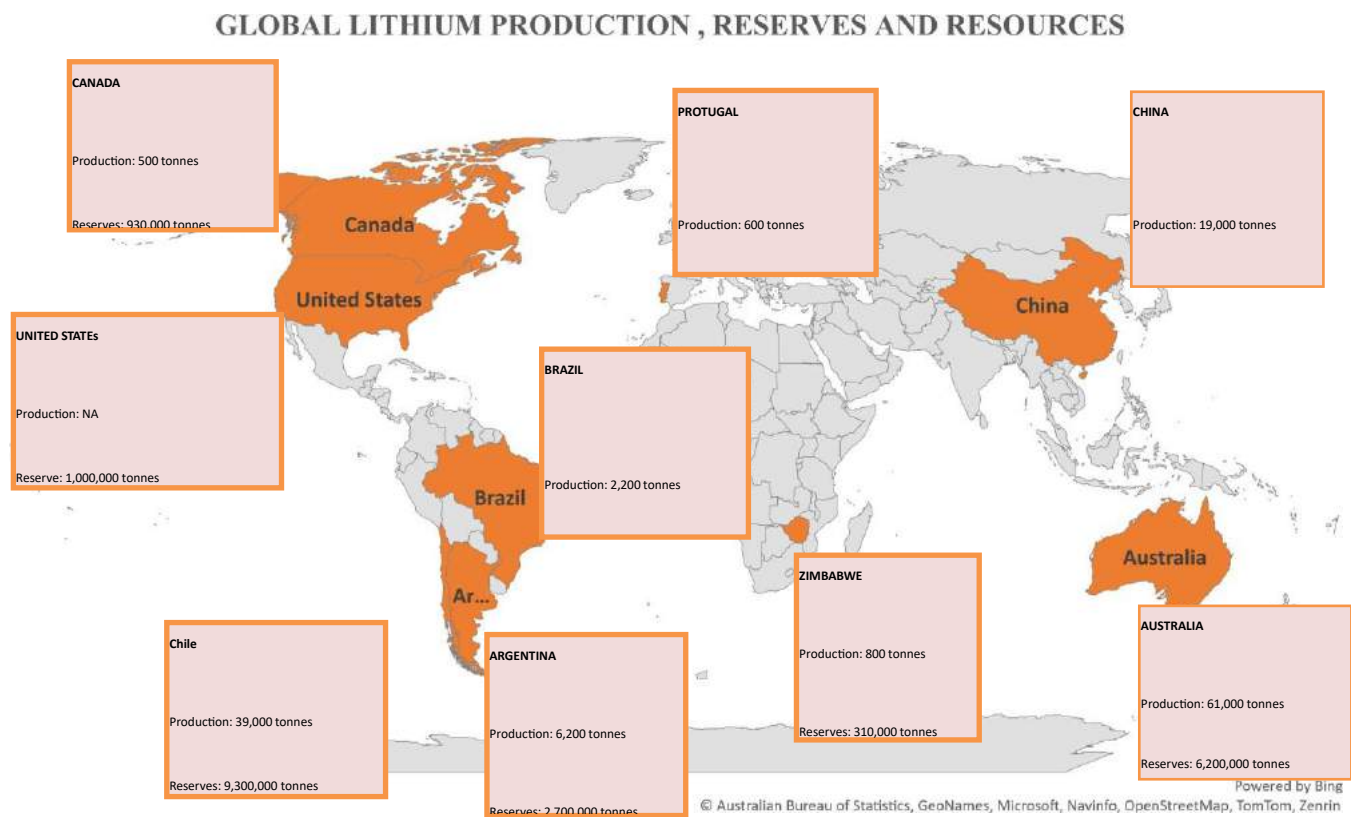 GLOBAL LITHIUM PRODUCTION , RESERVES AND RESOURCES
CANADA
Production: 500 tonnes
Reserves: 930,000 tonnes
PROTUGAL
Production: 600 tonnes
CHINA
Production: 19,000 tonnes
Canada
United States
China
UNITED STATEs
Production: NA
Reserve: 1,000,000 tonnes
BRAZIL
Production: 2,200 tonnes
Brazil
Australia
Ar...
ZIMBABWE
Production: 800 tonnes
Reserves: 310,000 tonnes
Chile
Production: 39,000 tonnes
Reserves: 9,300,000 tonnes
ARGENTINA
Production: 6,200 tonnes
Reserves: 2,700,000 tonnes
AUSTRALIA
Production: 61,000 tonnes
Reserves: 6,200,000 tonnes
Powered by Bing
© Australian Bureau of Statistics, GeoNames, Microsoft, Navinfo, OpenStreetMap, TomTom, Zenrin